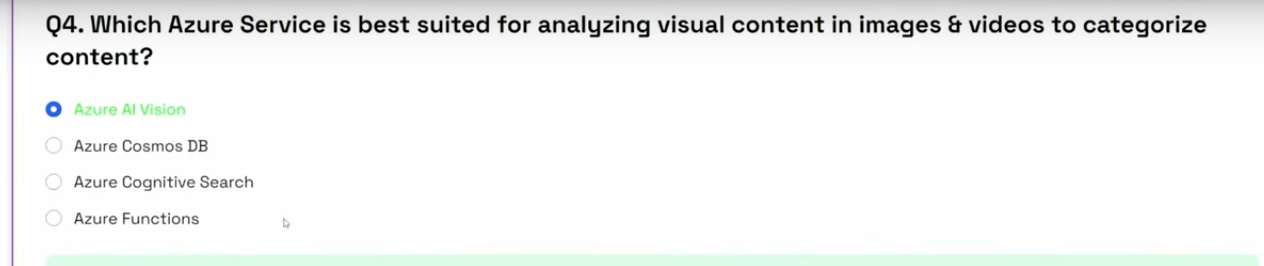 Q4. Which Azure Service is best suited for analyzing visual content in images & videos to categorize
content?
Azure AI Vision
Azure Cosmos DB
Azure Cognitive Search
Azure Functions